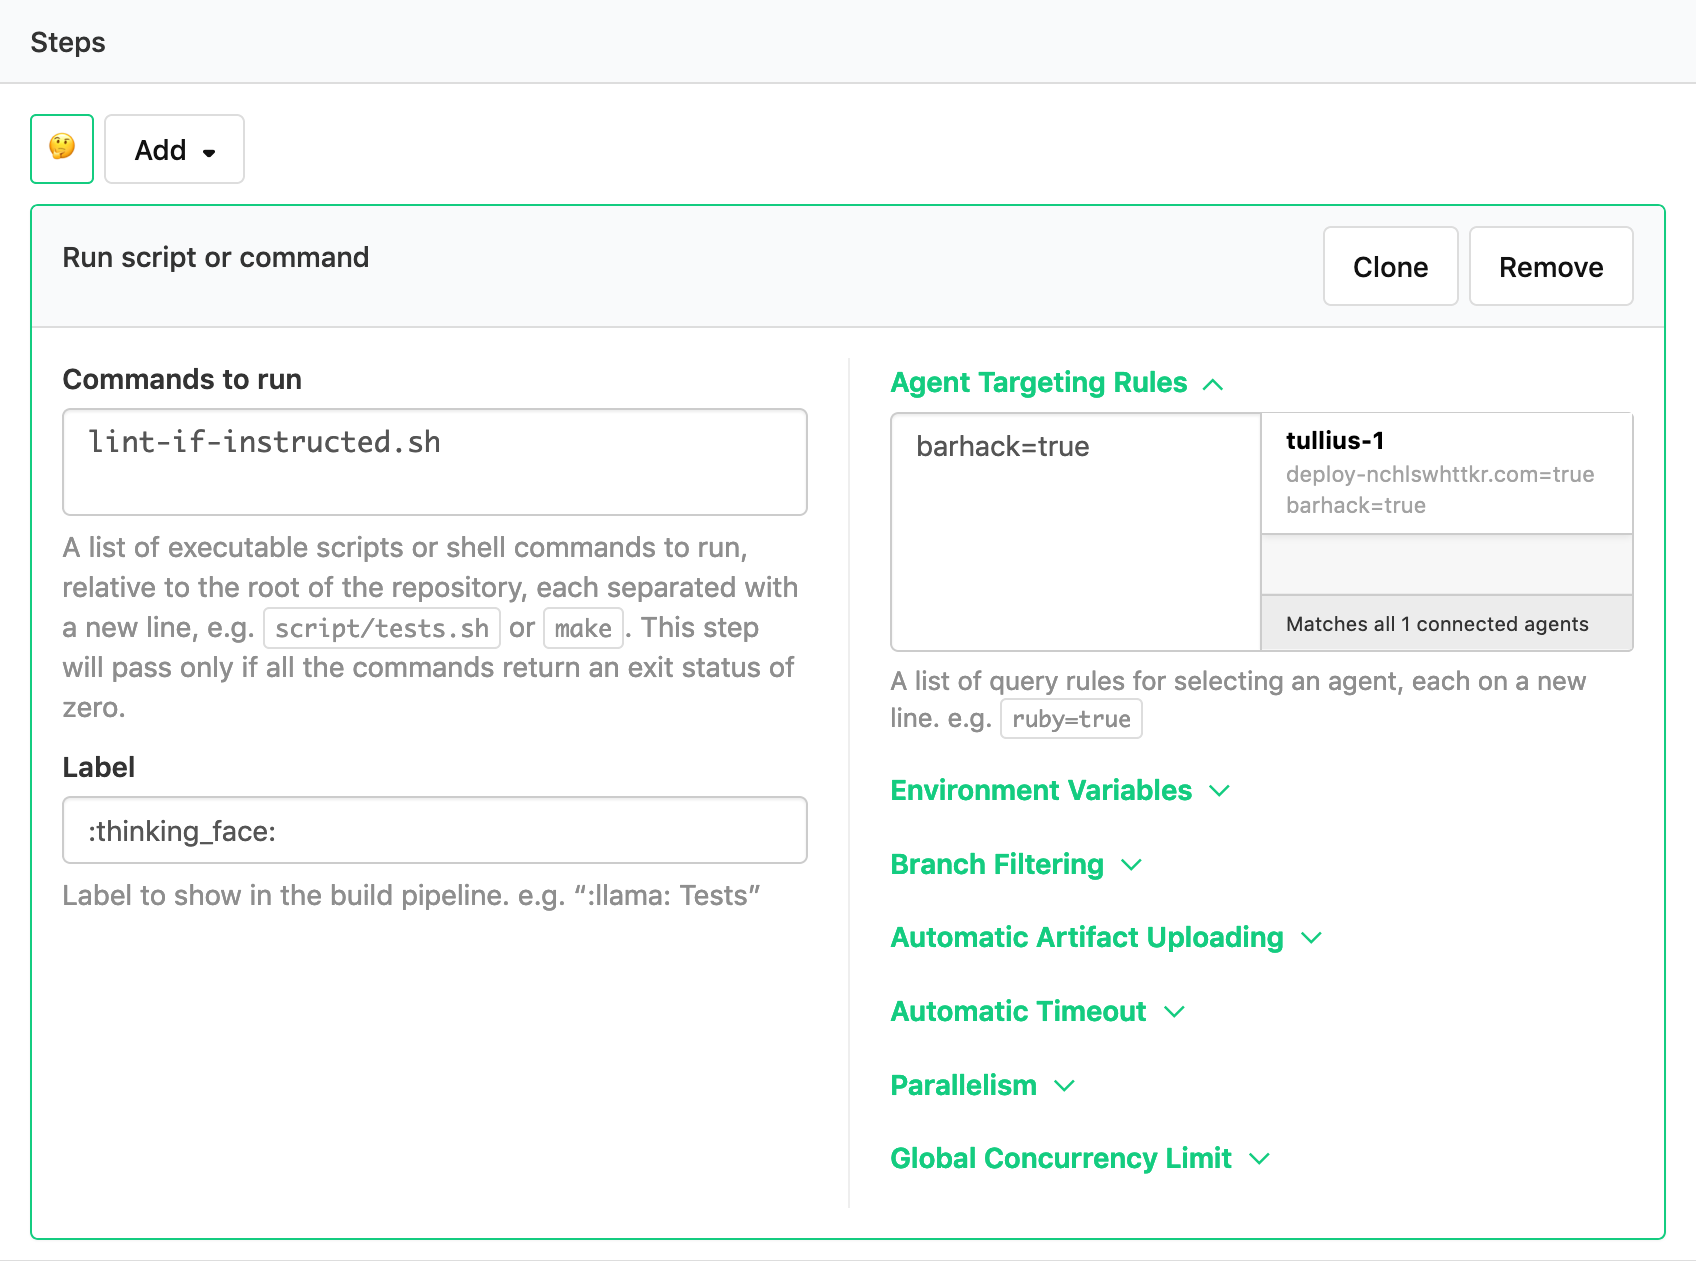 Steps
Add
Run script or command
Clone
Remove
Commands to run
lint-if-instructed.sh
A list of executable scripts or shell commands to run,
relative to the root of the repository, each separated with
a new line, e.g. script/tests.sh or make. This step
will pass only if all the commands return an exit status of
zero.
Label
:thinking_face:
Label to show in the build pipeline. e.g. “:llama: Tests”
Agent Targeting Rules
barhack=true
tullius-1
deploy-nchlswhttkr.com=true
barhack=true
Matches all 1 connected agents
A list of query rules for selecting an agent, each on a new
line. e.g. ruby=true
Environment Variables
Branch Filtering
Automatic Artifact Uploading
Automatic Timeout
Parallelism
Global Concurrency Limit